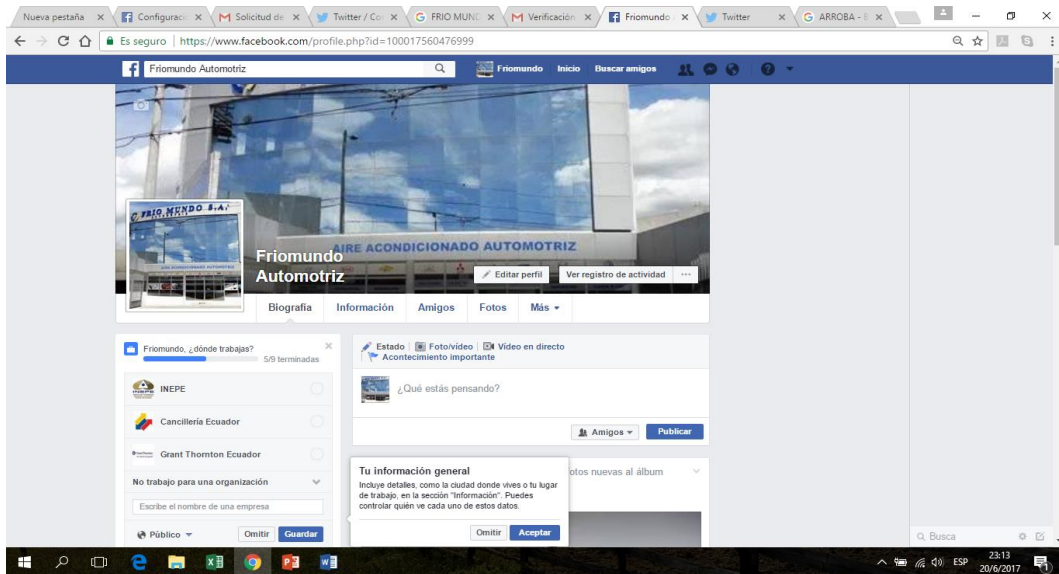 Nueva pestaña
Configuraci
Solicitud de
Twitter / Co
FRIO MUND
Verificación
Friomundo
Twitter
ARROBA - E
Es seguro | https://www.facebook.com/profile.php?id=100017560476999
Friomundo Automotriz
Friomundo Inicio Buscar amigos
FRIO MUNDO S.A.
AIRE ACONDICIONADO AUTOMOTRIZ
Friomundo
Automotriz
Editar perfil
Ver registro de actividad
Biografía Información Amigos Fotos Más
Friomundo, ¿dónde trabajas?
5/9 terminadas
INEPE
Cancillería Ecuador
Grant Thornton Ecuador
No trabajo para una organización
Escribe el nombre de una empresa
Público
Omitir
Guardar
Estado
Foto/vídeo
Vídeo en directo
Acontecimiento importante
¿Qué estás pensando?
Amigos
Publicar
otos nuevas al álbum
Tu información general
Incluye detalles, como la ciudad donde vives o tu lugar
de trabajo, en la sección "Información". Puedes
controlar quién ve cada uno de estos datos.
Omitir
Aceptar
Busca
ESP
23:13
20/6/2017